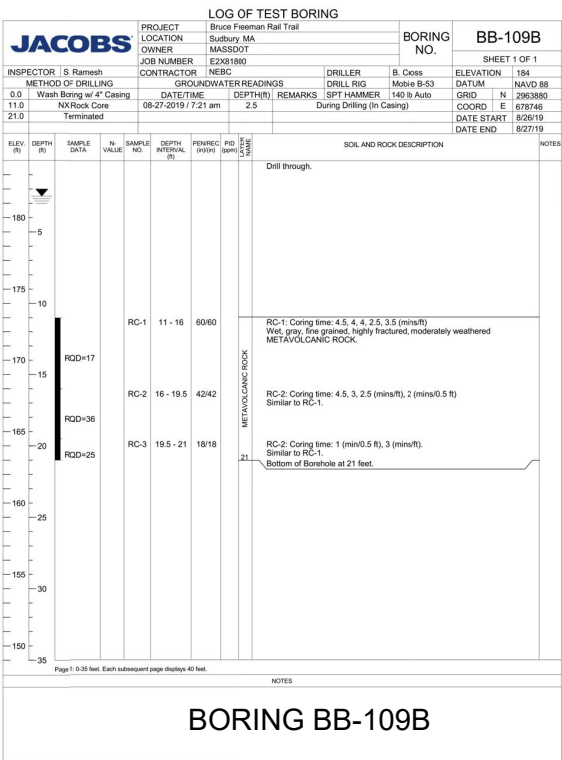 LOG OF TEST BORING
JACOBS
PROJECT Bruce Freeman Rail Trail
LOCATION Sudbury MA
OWNER MASSDOT
JOB NUMBER E2X81800
BORING NO. BB-109B
SHEET 1 OF 1
INSPECTOR S. Ramesh CONTRACTOR NEBC DRILLER B. Cross ELEVATION 184
METHOD OF DRILLING GROUNDWATER READINGS DRILL RIG Mobie B-53 DATUM NAVD 88
0.0 Wash Boring w/ 4" Casing DATE/TIME DEPTH(ft) REMARKS SPT HAMMER 140 lb Auto GRID N 2963880
11.0 NX Rock Core 08-27-2019 / 7:21 am 2.5 During Drilling (In Casing) COORD E 678746
21.0 Terminated DATE START 8/26/19
DATE END 8/27/19
ELEV. (ft) DEPTH (ft) SAMPLE DATA N-VALUE SAMPLE NO. DEPTH INTERVAL (ft) PEN/REC (in)/(in) PID (ppm) LAYER NAME SOIL AND ROCK DESCRIPTION NOTES
Drill through.
180
5
175
10
RC-1 11 - 16 60/60 RC-1: Coring time: 4.5, 4, 4, 2.5, 3.5 (mins/ft)
Wet, gray, fine grained, highly fractured, moderately weathered
METAVOLCANIC ROCK.
170 RQD=17
METAVOLCANIC ROCK
15
RC-2 16 - 19.5 42/42 RC-2: Coring time: 4.5, 3, 2.5 (mins/ft), 2 (mins/0.5 ft)
Similar to RC-1.
RQD=36
165
20 RC-3 19.5 - 21 18/18 RC-2: Coring time: 1 (min/0.5 ft), 3 (mins/ft).
RQD=25 Similar to RC-1.
21 Bottom of Borehole at 21 feet.
160
25
155
30
150
35
Page 1: 0-35 feet. Each subsequent page displays 40 feet.
NOTES
BORING BB-109B